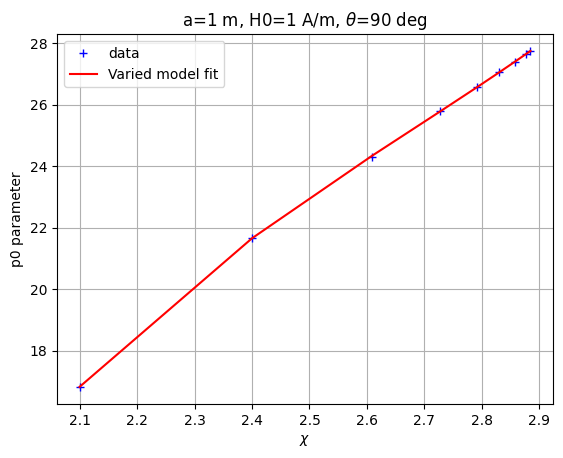 a=1 m, H0=1 A/m, θ=90 deg
data
Varied model fit
28
26
24
22
20
18
p0 parameter
2.1 2.2 2.3 2.4 2.5 2.6 2.7 2.8 2.9
χ